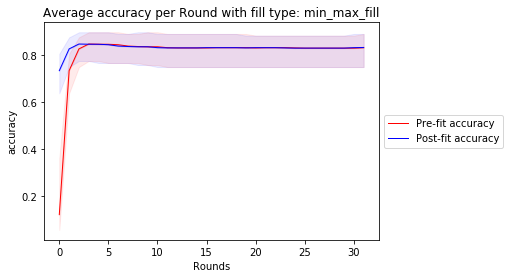 Average accuracy per Round with fill type: min_max_fill
accuracy
0.8
0.6
0.4
0.2
0
5
10
15
20
25
30
Rounds
Pre-fit accuracy
Post-fit accuracy